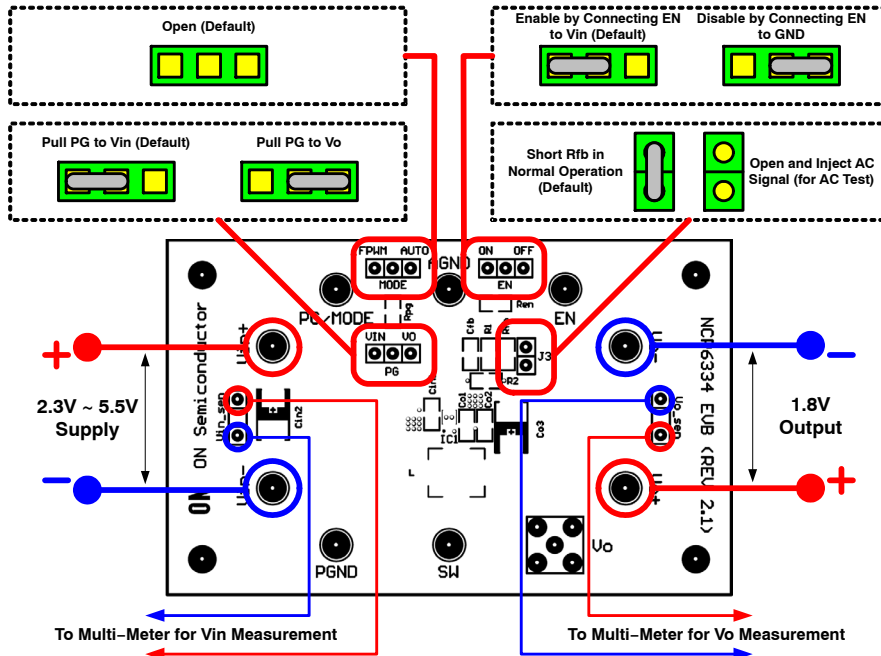 Open (Default)
Enable by Connecting EN
to Vin (Default)
Disable by Connecting EN
to GND
Pull PG to Vin (Default)
Pull PG to Vo
Short Rfb in
Normal Operation
(Default)
Open and Inject AC
Signal (for AC Test)
FPWM AUTO
MODE
AGND
ON OFF
EN
PG/MODE
Rpg
Ren
EN
Vin+
VIN VO
PG
Cfb
R1
J3
R2
NCP6334 EVB (REV 2.1)
+
2.3V ~ 5.5V
Supply
−
ON ON Semiconductor
Vin_sen
Cin2
Co1
Co2
IC1
Co3
L
Vin-
Vo_sen
−
1.8V
Output
+
PGND
SW
Vo
To Multi−Meter for Vin Measurement
To Multi−Meter for Vo Measurement